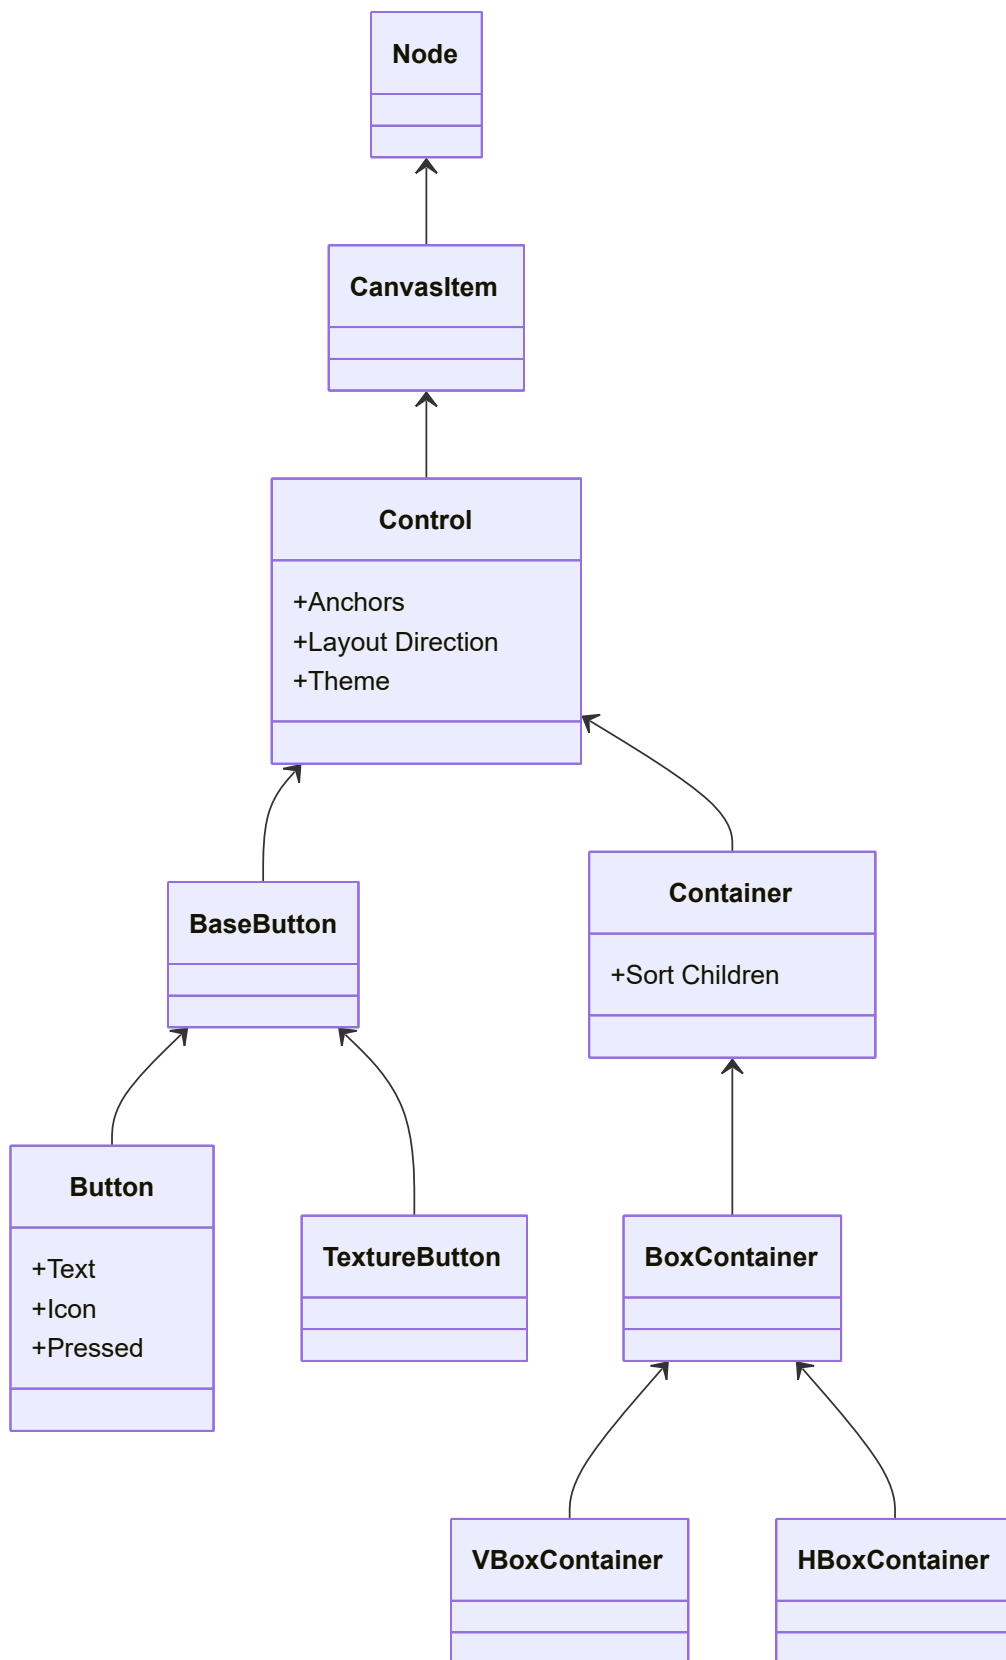 Node
CanvasItem
Control
+Anchors
+Layout Direction
+Theme
BaseButton
Container
+Sort Children
Button
+Text
+Icon
+Pressed
TextureButton
BoxContainer
VBoxContainer
HBoxContainer